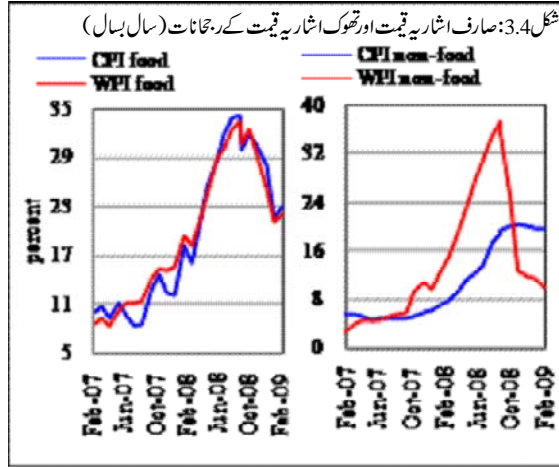 شکل 3.4: صارف اشاریہ قیمت اور تھوک اشاریہ قیمت کے رجحانات (سال بسال)
CPI food
WPI food
CPI non-food
WPI non-food
percent
35
29
23
17
11
5
Feb-07
Jun-07
Oct-07
Feb-08
Jun-08
Oct-08
Feb-09
40
32
24
16
8
0
Feb-07
Jun-07
Oct-07
Feb-08
Jun-08
Oct-08
Feb-09